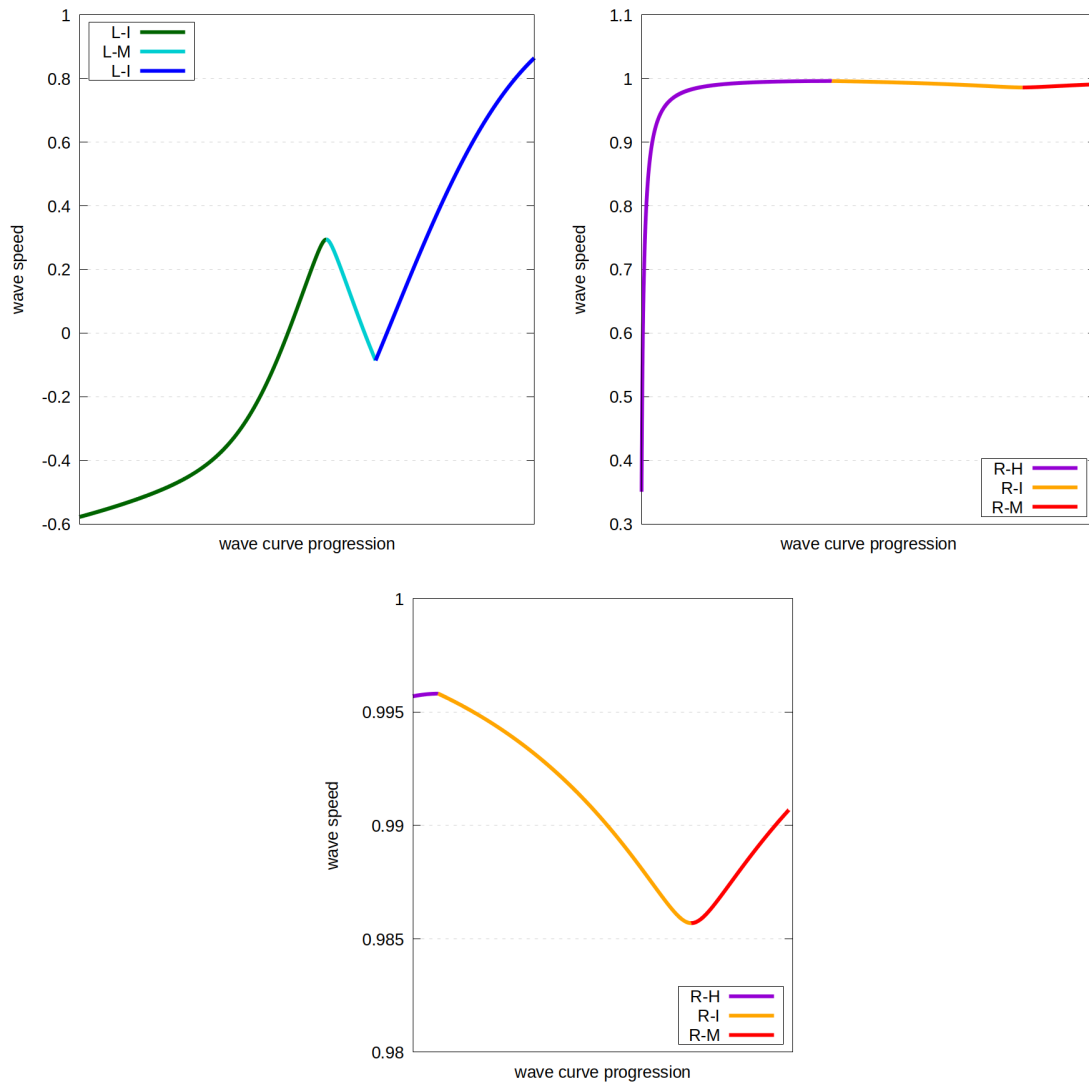 1
0.8
0.6
0.4
0.2
0
-0.2
-0.4
-0.6
wave speed
wave curve progression
L-I
L-M
L-I
1.1
1
0.9
0.8
0.7
0.6
0.5
0.4
0.3
wave speed
wave curve progression
R-H
R-I
R-M
1
0.995
0.99
0.985
0.98
wave speed
wave curve progression
R-H
R-I
R-M